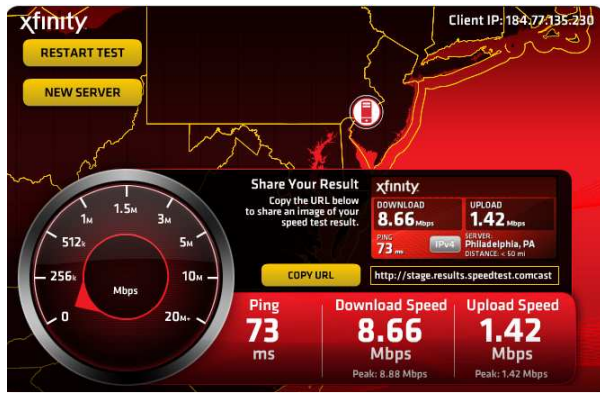 xfinity
Client IP: 184.77.135.230
RESTART TEST
NEW SERVER
Share Your Result
Copy the URL below
to share an image of your
speed test result.
COPY URL
xfinity
DOWNLOAD
8.66 Mbps
UPLOAD
1.42 Mbps
PING
73 ms
IPv4
SERVER:
Philadelphia, PA
DISTANCE: < 50 mi
http://stage.results.speedtest.comcast
0
256k
512k
1M
1.5M
3M
5M
10M
20M+
Mbps
Ping
73
ms
Download Speed
8.66
Mbps
Peak: 8.88 Mbps
Upload Speed
1.42
Mbps
Peak: 1.42 Mbps